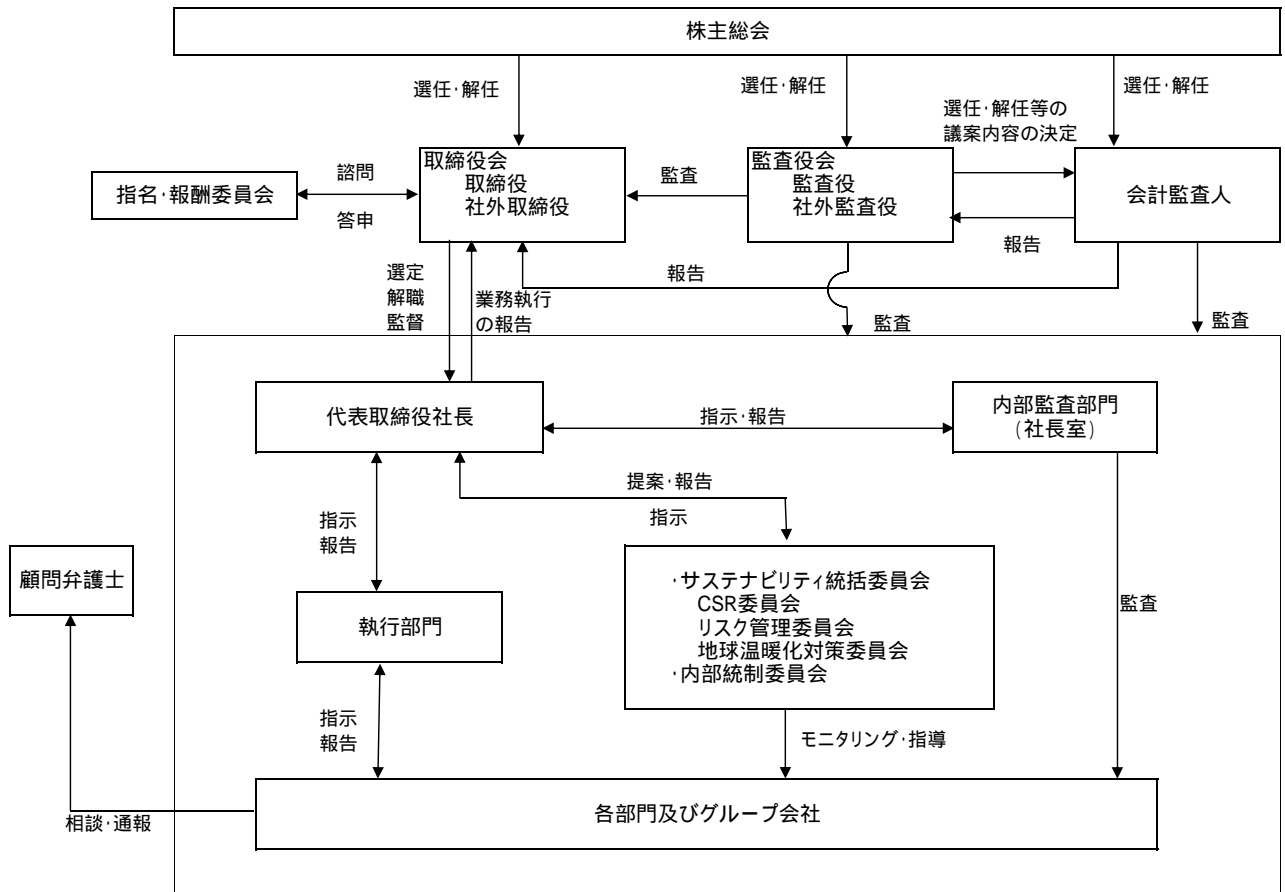 株主総会
選任･解任
選任･解任
選任･解任
選任･解任等の
議案内容の決定
取締役会
取締役
社外取締役
監査役会
監査役
社外監査役
会計監査人
指名･報酬委員会
諮問
答申
監査
報告
報告
選定
解職
監督
業務執行
の報告
監査
監査
代表取締役社長
指示･報告
内部監査部門
(社長室)
提案･報告
指示
指示
報告
顧問弁護士
執行部門
･サステナビリティ統括委員会
CSR委員会
リスク管理委員会
地球温暖化対策委員会
･内部統制委員会
監査
指示
報告
モニタリング･指導
各部門及びグループ会社
相談･通報